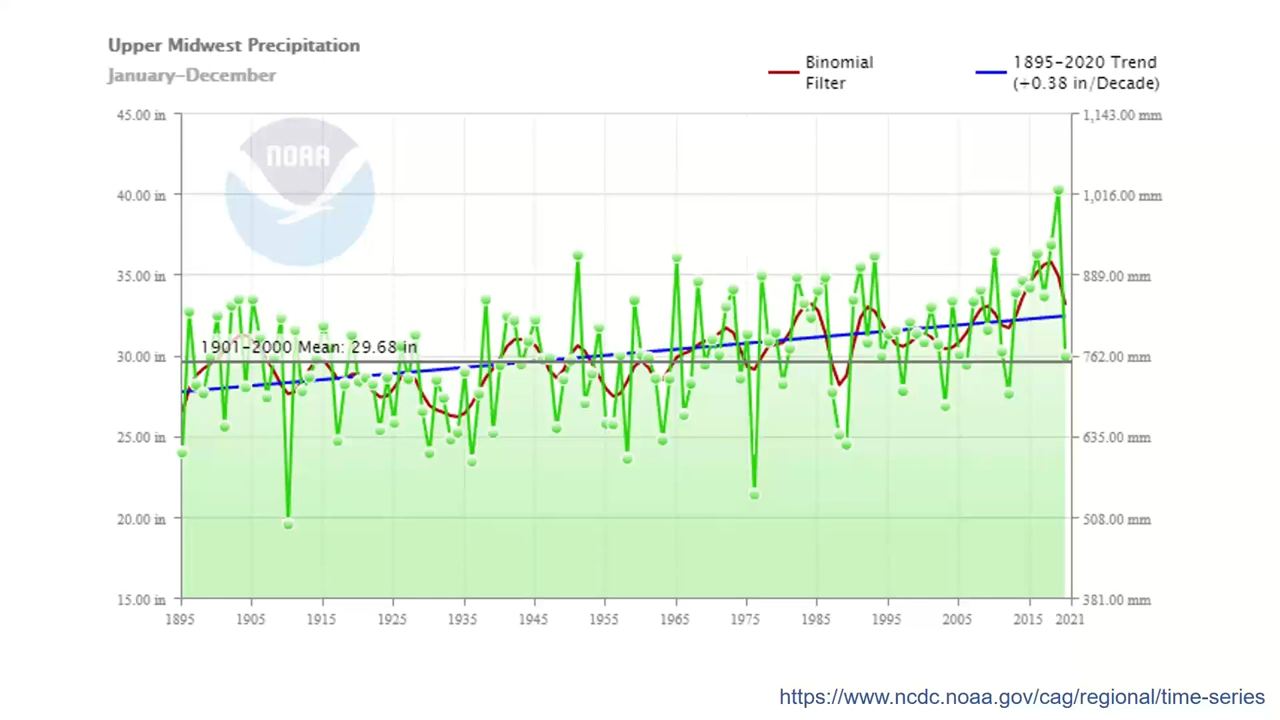 Upper Midwest Precipitation
January–December
Binomial
Filter
1895–2020 Trend
(+0.38 in/Decade)
45.00 in
1,143.00 mm
NOAA
40.00 in
1,016.00 mm
35.00 in
889.00 mm
1901–2000 Mean: 29.68 in
30.00 in
762.00 mm
25.00 in
635.00 mm
20.00 in
508.00 mm
15.00 in
381.00 mm
1895 1905 1915 1925 1935 1945 1955 1965 1975 1985 1995 2005 2015 2021
https://www.ncdc.noaa.gov/cag/regional/time-series